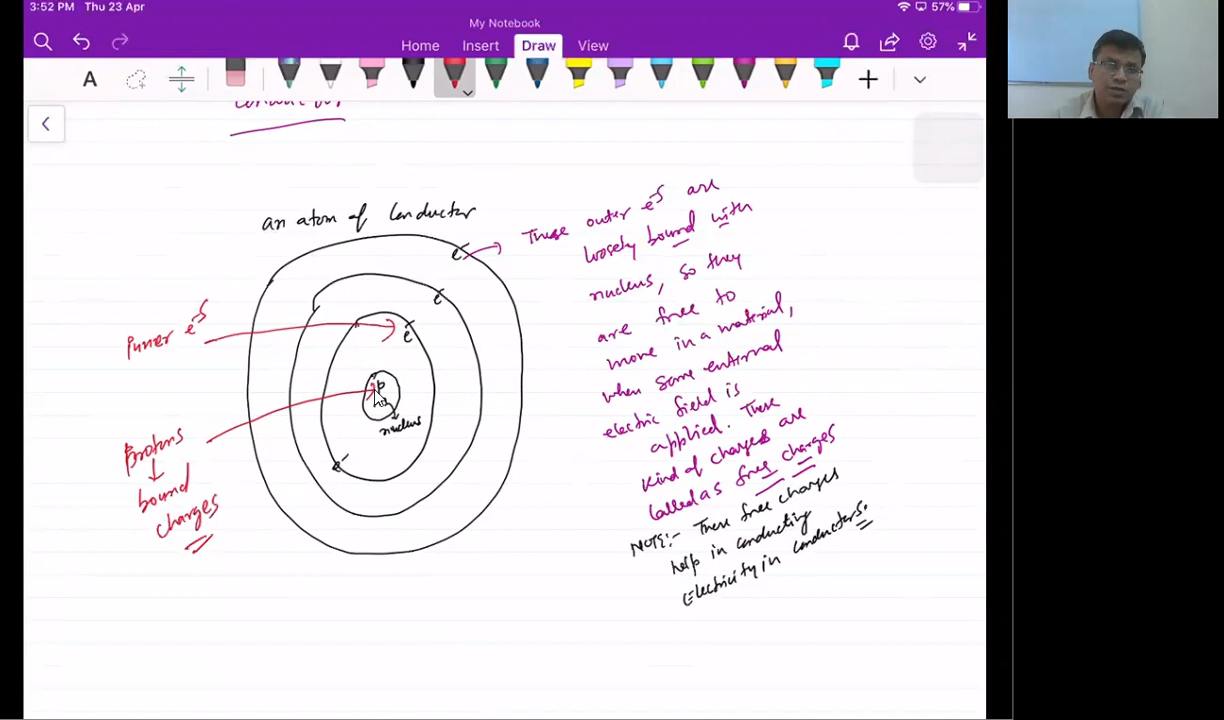 3:52 PM Thu 23 Apr
57%
My Notebook
Home Insert Draw View
A
an atom of Conductor
e⁻
e⁻
e⁻
e⁻
p
nucleus
Inner e⁻s
Protons
↓
bound
charges
These outer e⁻s are
loosely bound with
nucleus, so they
are free to
move in a material,
when some external
electric field is
applied. These
kind of charges are
called as free charges
NOTE:- These free charges
help in conducting
Electricity in conductors.